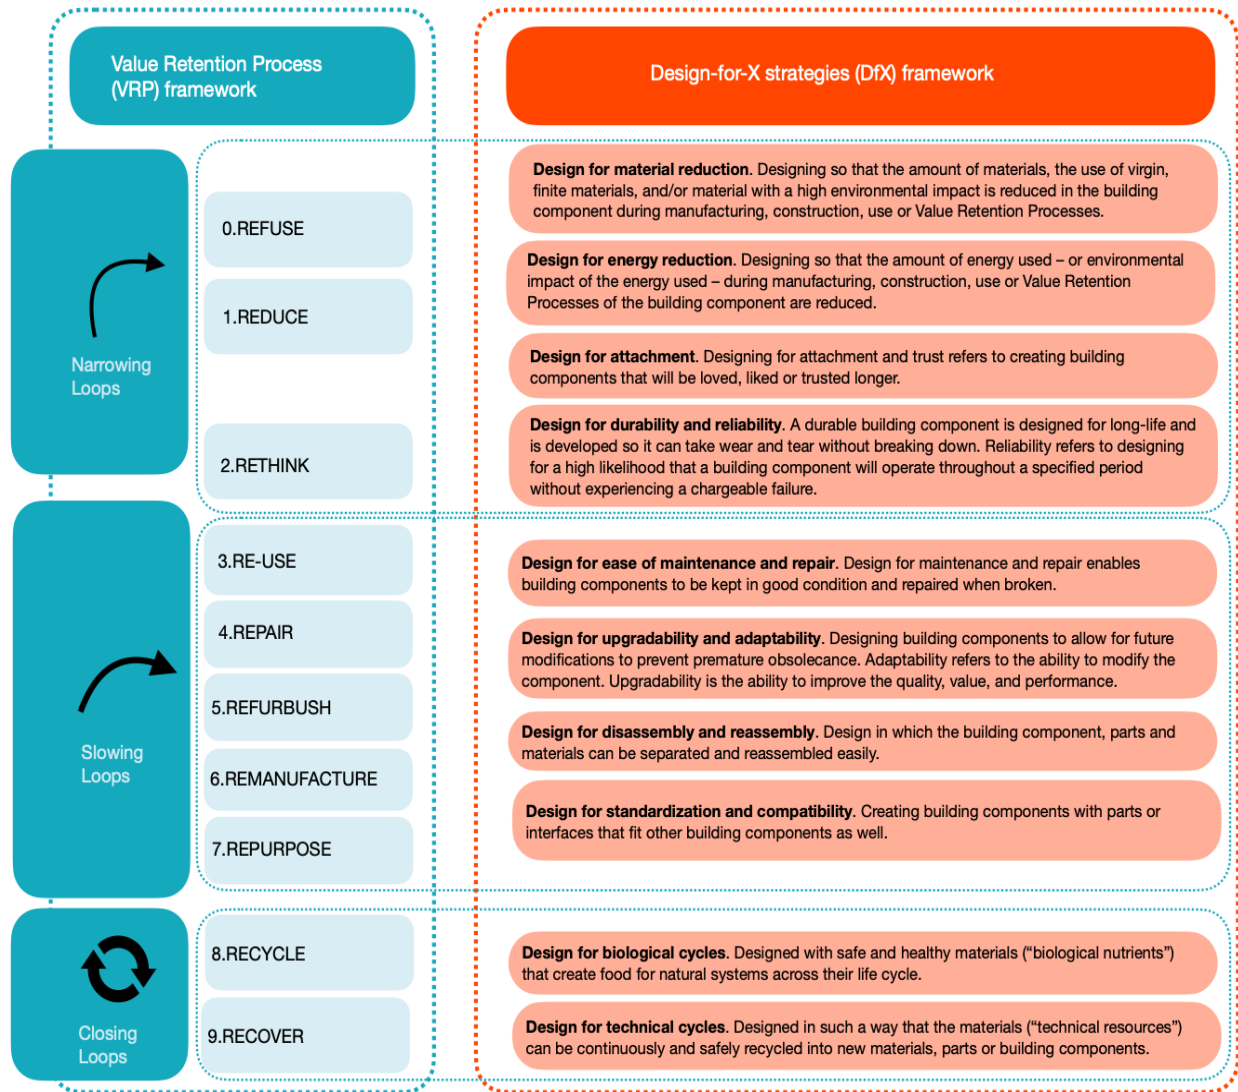 Value Retention Process
(VRP) framework
Design-for-X strategies (DfX) framework
Narrowing
Loops
0.REFUSE
1.REDUCE
2.RETHINK
Design for material reduction. Designing so that the amount of materials, the use of virgin,
finite materials, and/or material with a high environmental impact is reduced in the building
component during manufacturing, construction, use or Value Retention Processes.
Design for energy reduction. Designing so that the amount of energy used – or environmental
impact of the energy used – during manufacturing, construction, use or Value Retention
Processes of the building component are reduced.
Design for attachment. Designing for attachment and trust refers to creating building
components that will be loved, liked or trusted longer.
Design for durability and reliability. A durable building component is designed for long-life and
is developed so it can take wear and tear without breaking down. Reliability refers to designing
for a high likelihood that a building component will operate throughout a specified period
without experiencing a chargeable failure.
Slowing
Loops
3.RE-USE
4.REPAIR
5.REFURBUSH
6.REMANUFACTURE
7.REPURPOSE
Design for ease of maintenance and repair. Design for maintenance and repair enables
building components to be kept in good condition and repaired when broken.
Design for upgradability and adaptability. Designing building components to allow for future
modifications to prevent premature obsolecance. Adaptability refers to the ability to modify the
component. Upgradability is the ability to improve the quality, value, and performance.
Design for disassembly and reassembly. Design in which the building component, parts and
materials can be separated and reassembled easily.
Design for standardization and compatibility. Creating building components with parts or
interfaces that fit other building components as well.
Closing
Loops
8.RECYCLE
9.RECOVER
Design for biological cycles. Designed with safe and healthy materials (“biological nutrients”)
that create food for natural systems across their life cycle.
Design for technical cycles. Designed in such a way that the materials (“technical resources”)
can be continuously and safely recycled into new materials, parts or building components.